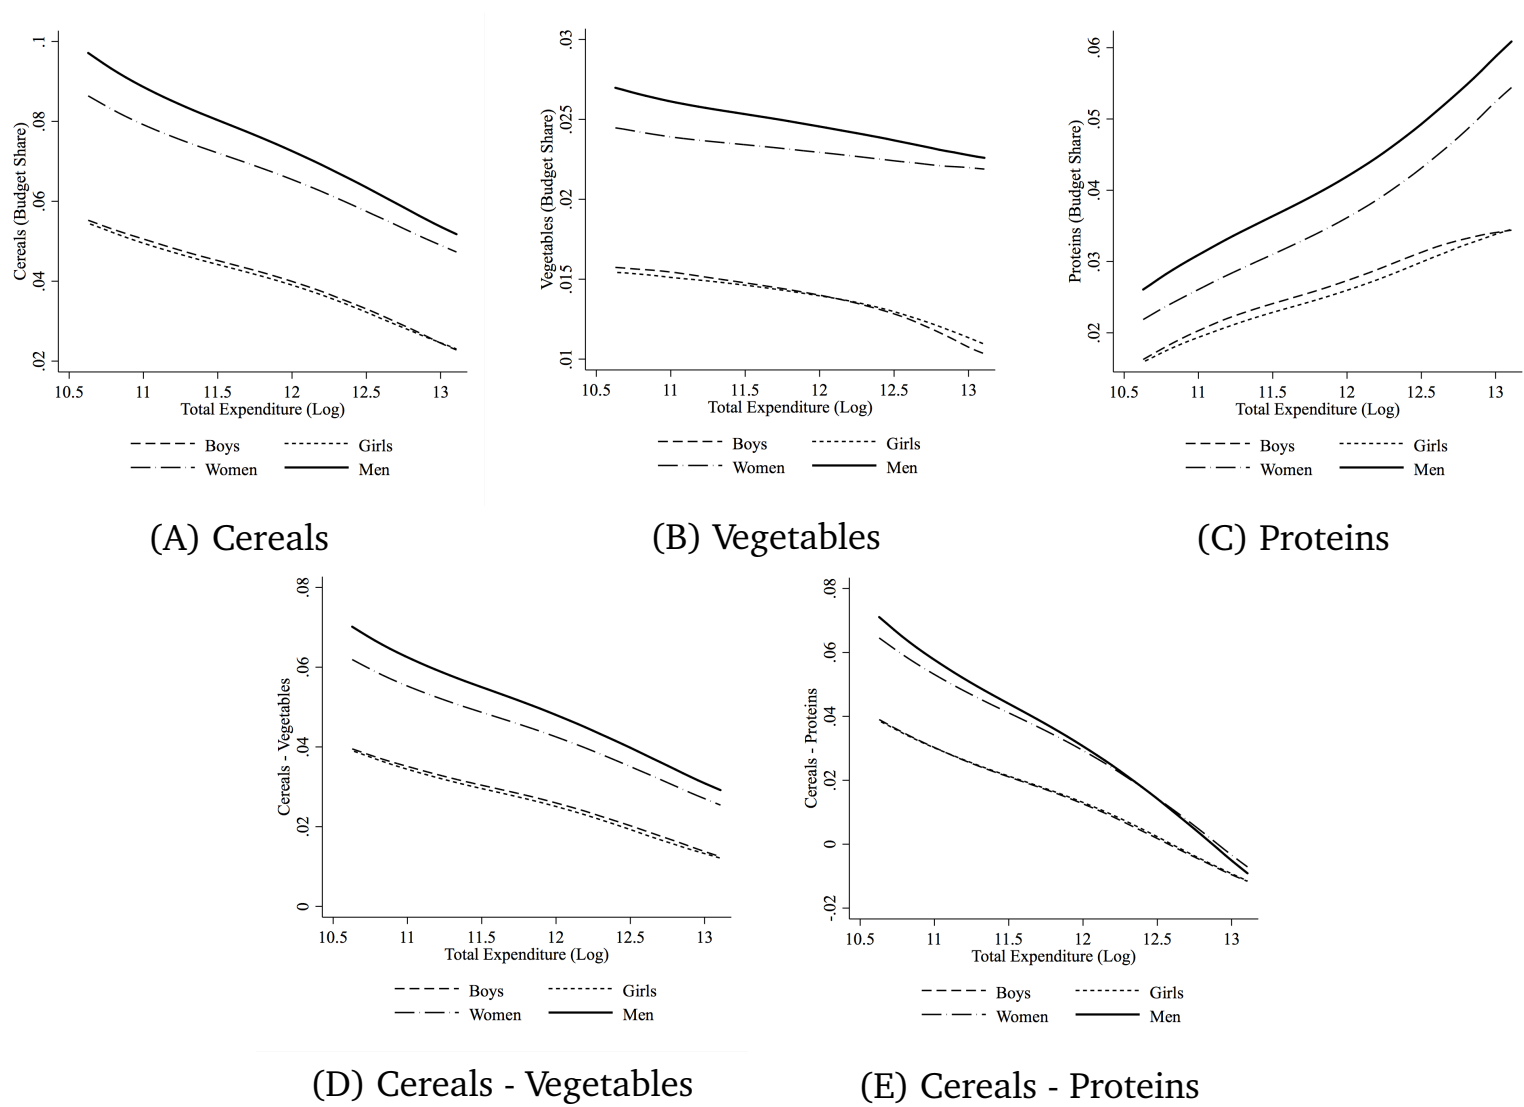 Cereals (Budget Share)
.1
.08
.06
.04
.02
10.5 11 11.5 12 12.5 13
Total Expenditure (Log)
Boys Girls
Women Men
(A) Cereals
Vegetables (Budget Share)
.03
.025
.02
.015
.01
10.5 11 11.5 12 12.5 13
Total Expenditure (Log)
Boys Girls
Women Men
(B) Vegetables
Proteins (Budget Share)
.06
.05
.04
.03
.02
10.5 11 11.5 12 12.5 13
Total Expenditure (Log)
Boys Girls
Women Men
(C) Proteins
Cereals - Vegetables
.08
.06
.04
.02
0
10.5 11 11.5 12 12.5 13
Total Expenditure (Log)
Boys Girls
Women Men
(D) Cereals - Vegetables
Cereals - Proteins
.08
.06
.04
.02
0
-.02
10.5 11 11.5 12 12.5 13
Total Expenditure (Log)
Boys Girls
Women Men
(E) Cereals - Proteins